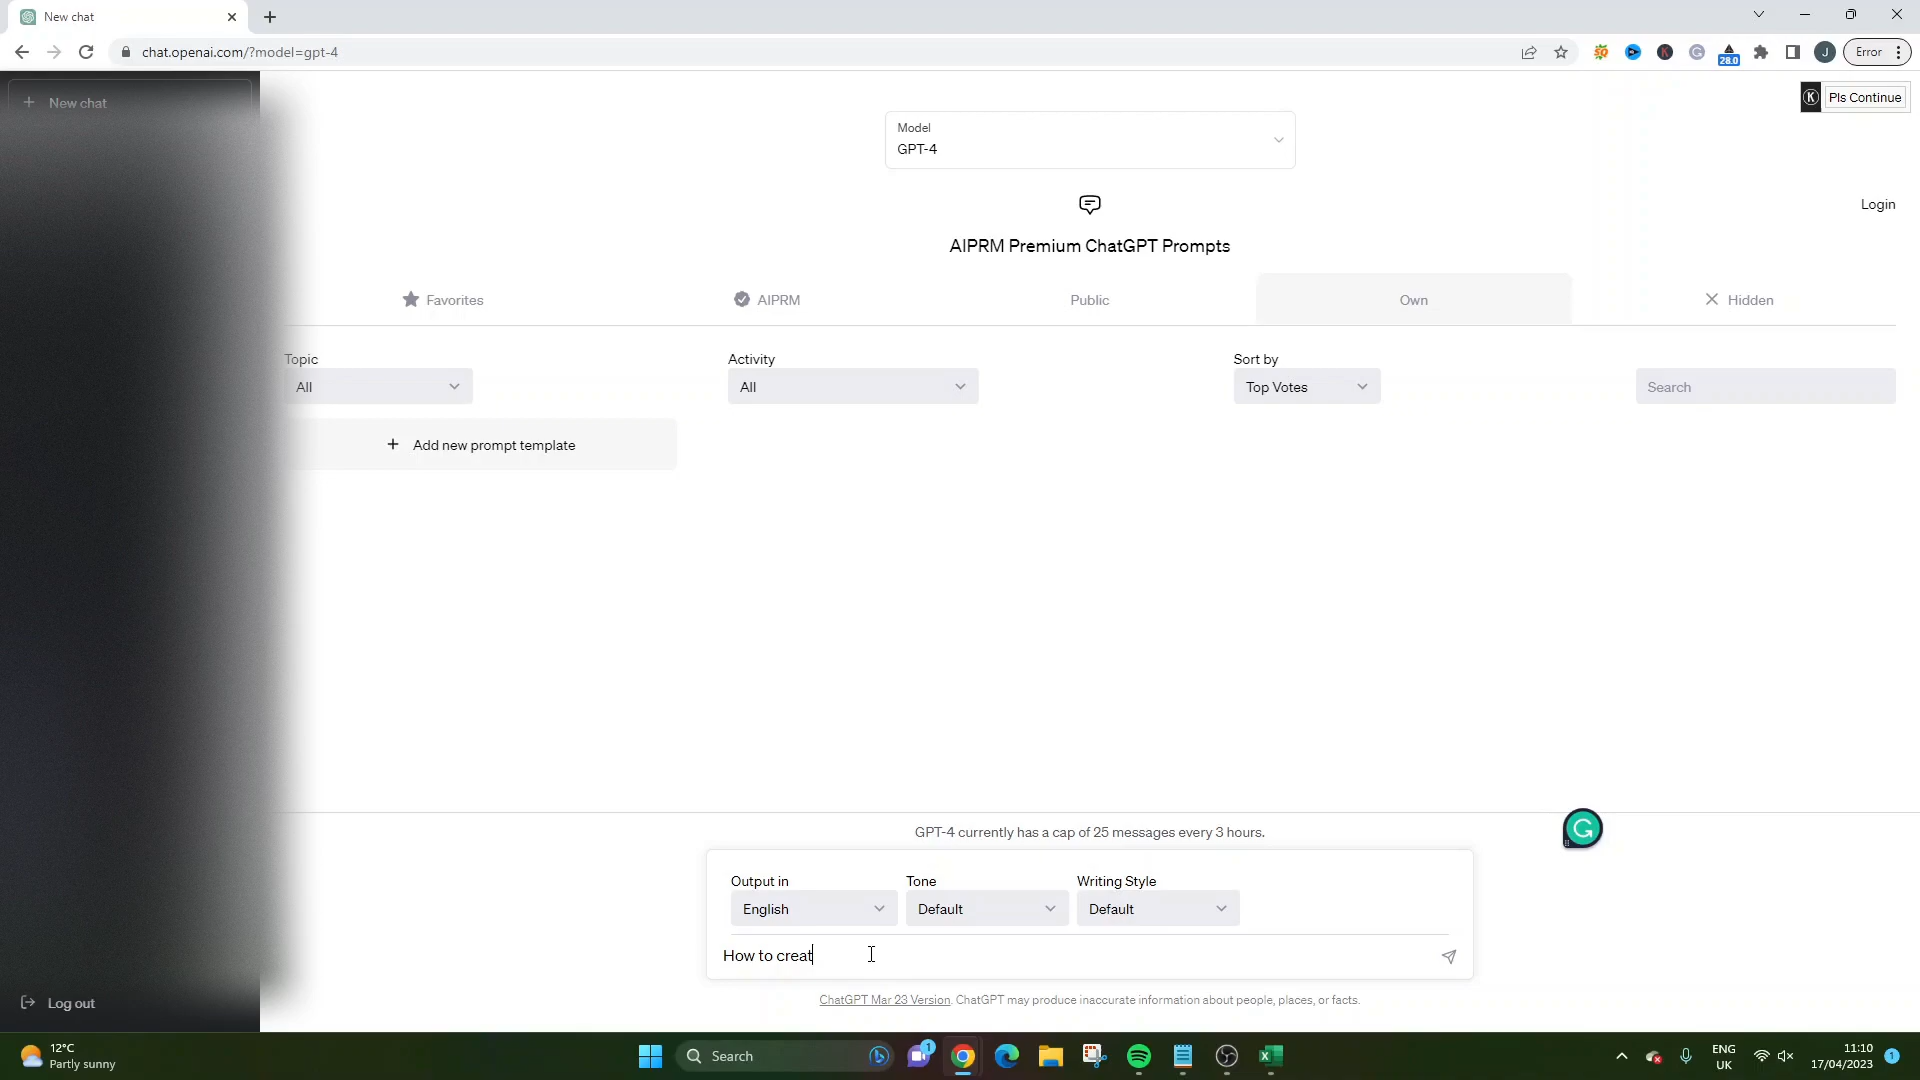 New chat
chat.openai.com/?model=gpt-4
28.0
J
Error
New chat
K
Pls Continue
Model
GPT-4
Login
AIPRM Premium ChatGPT Prompts
Favorites
AIPRM
Public
Own
Hidden
Topic
Activity
Sort by
All
All
Top Votes
Search
+ Add new prompt template
GPT-4 currently has a cap of 25 messages every 3 hours.
Output in
Tone
Writing Style
English
Default
Default
How to creat
Log out
ChatGPT Mar 23 Version. ChatGPT may produce inaccurate information about people, places, or facts.
12°C
Partly sunny
Search
1
ENG
UK
11:10
17/04/2023
1